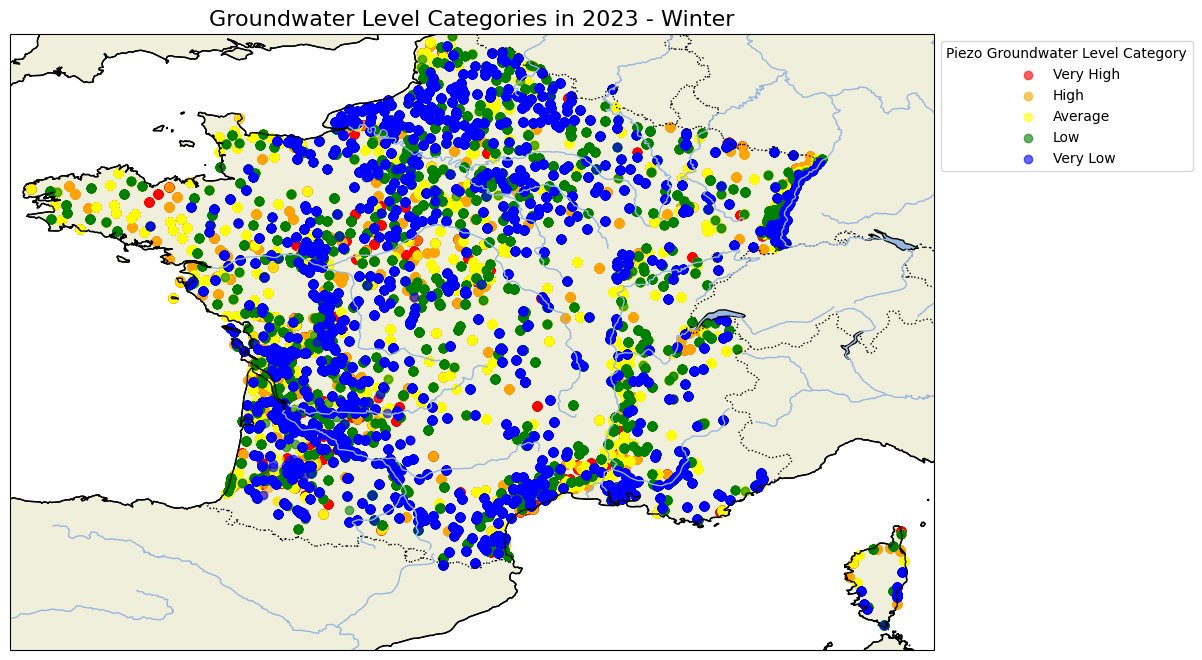 Groundwater Level Categories in 2023 - Winter
Piezo Groundwater Level Category
Very High
High
Average
Low
Very Low